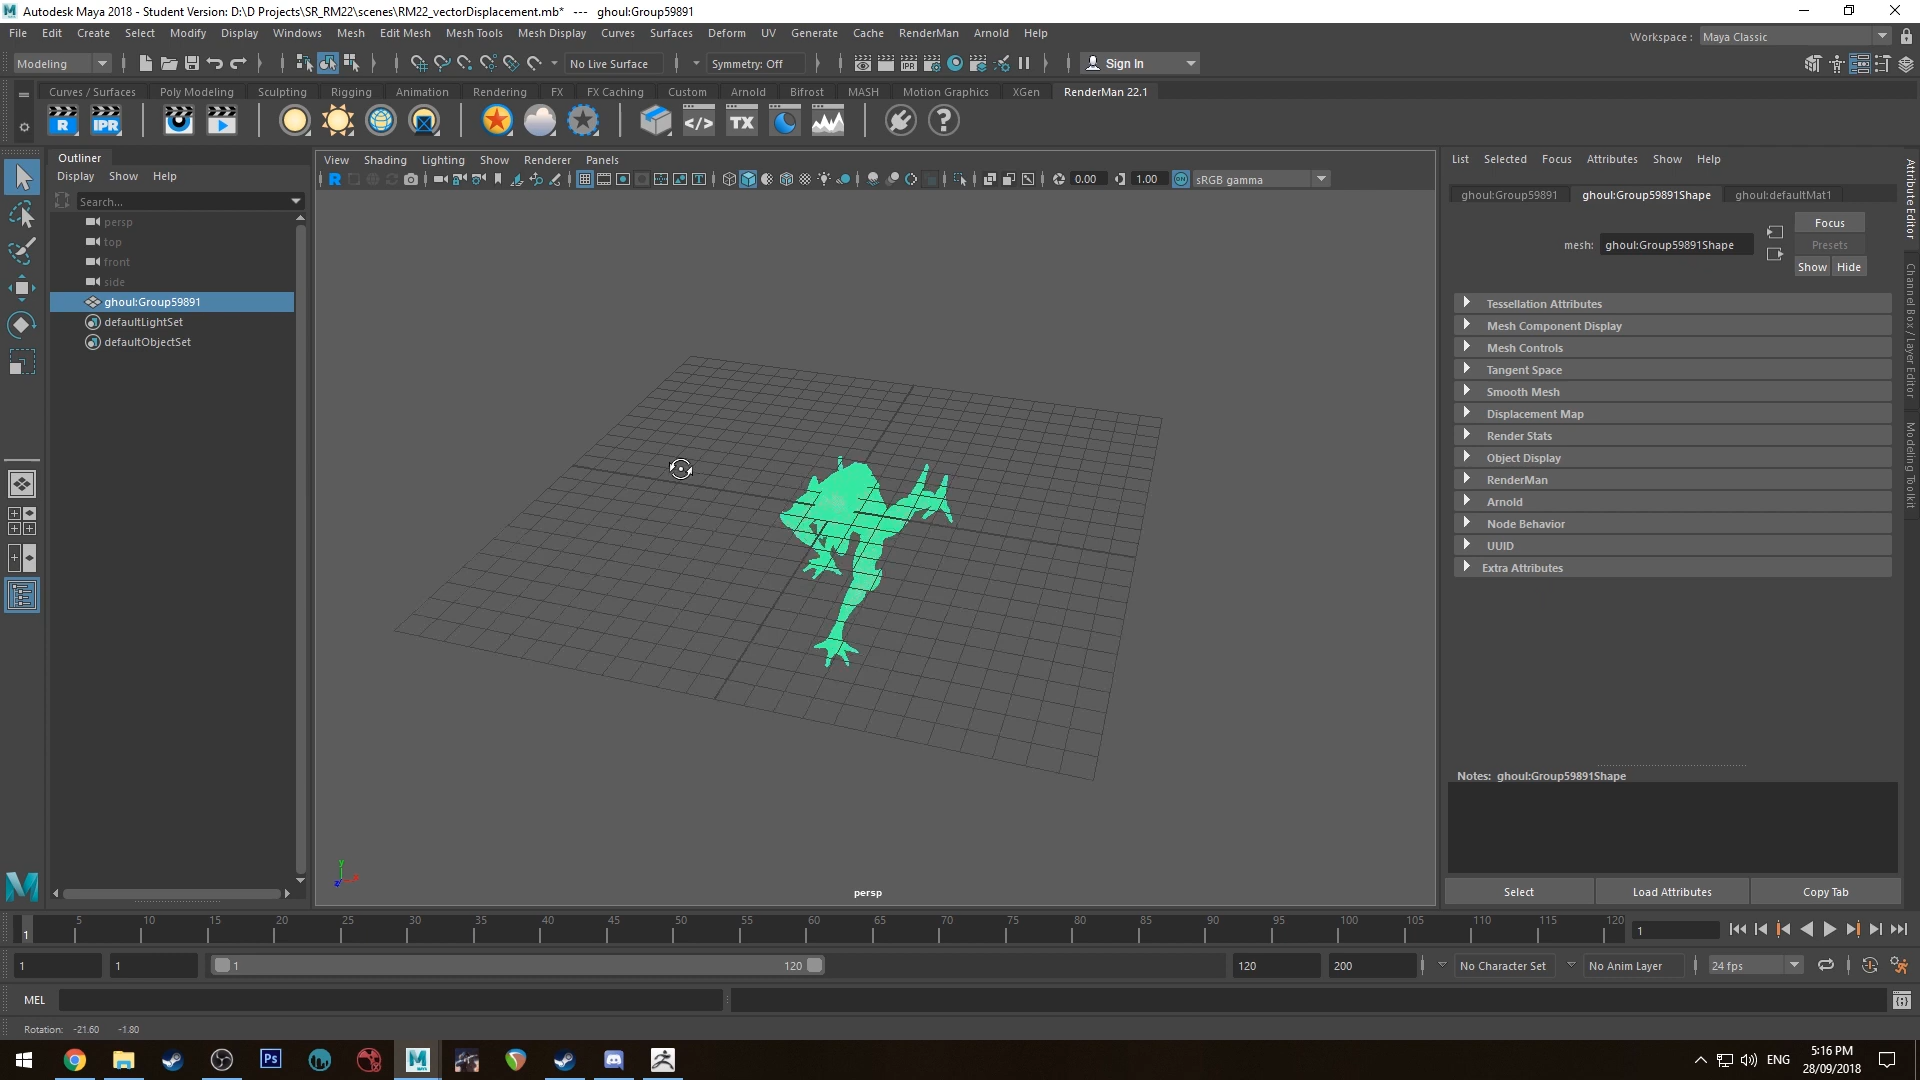 Autodesk Maya 2018 - Student Version: D:\D Projects\SR_RM22\scenes\RM22_vectorDisplacement.mb* --- ghoul:Group59891
File Edit Create Select Modify Display Windows Mesh Edit Mesh Mesh Tools Mesh Display Curves Surfaces Deform UV Generate Cache RenderMan Arnold Help
Workspace : Maya Classic
Modeling No Live Surface Symmetry: Off IPR Sign In
Curves / Surfaces Poly Modeling Sculpting Rigging Animation Rendering FX FX Caching Custom Arnold Bifrost MASH Motion Graphics XGen RenderMan 22.1
R IPR </> TX ?
Outliner
Display Show Help
Search...
persp
top
front
side
ghoul:Group59891
defaultLightSet
defaultObjectSet
View Shading Lighting Show Renderer Panels
R 0.00 1.00 ON sRGB gamma
y
x
z
persp
List Selected Focus Attributes Show Help
ghoul:Group59891 ghoul:Group59891Shape ghoul:defaultMat1
mesh: ghoul:Group59891Shape
Focus
Presets
Show Hide
Tessellation Attributes
Mesh Component Display
Mesh Controls
Tangent Space
Smooth Mesh
Displacement Map
Render Stats
Object Display
RenderMan
Arnold
Node Behavior
UUID
Extra Attributes
Notes: ghoul:Group59891Shape
Select Load Attributes Copy Tab
Attribute Editor
Channel Box / Layer Editor
Modeling Toolkit
1 5 10 15 20 25 30 35 40 45 50 55 60 65 70 75 80 85 90 95 100 105 110 115 120 1
1 1 1 120 120 200 No Character Set No Anim Layer 24 fps
MEL
Rotation: -21.60 -1.80
Ps M ENG
5:16 PM
28/09/2018